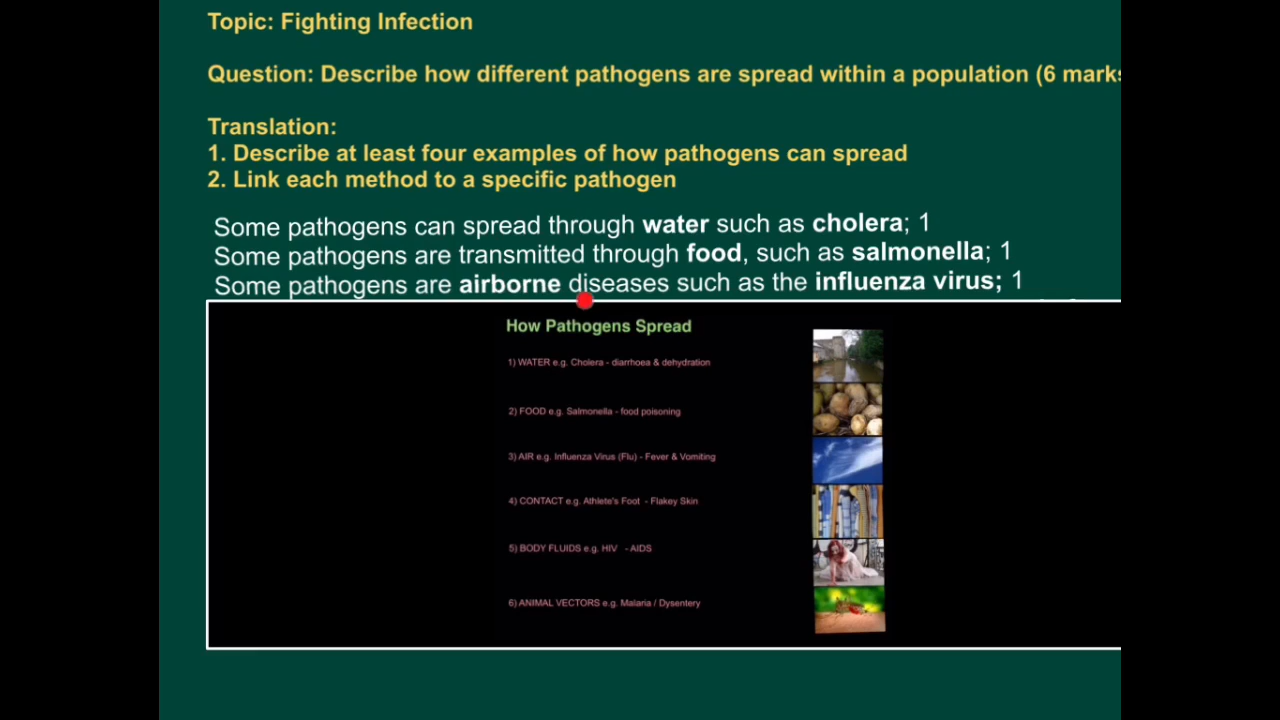 Topic: Fighting Infection
Question: Describe how different pathogens are spread within a population (6 marks
Translation:
1. Describe at least four examples of how pathogens can spread
2. Link each method to a specific pathogen
Some pathogens can spread through water such as cholera; 1
Some pathogens are transmitted through food, such as salmonella; 1
Some pathogens are airborne diseases such as the influenza virus; 1
How Pathogens Spread
1) WATER e.g. Cholera - diarrhoea & dehydration
2) FOOD e.g. Salmonella - food poisoning
3) AIR e.g. Influenza Virus (Flu) - Fever & Vomiting
4) CONTACT e.g. Athlete's Foot - Flakey Skin
5) BODY FLUIDS e.g. HIV - AIDS
6) ANIMAL VECTORS e.g. Malaria / Dysentery